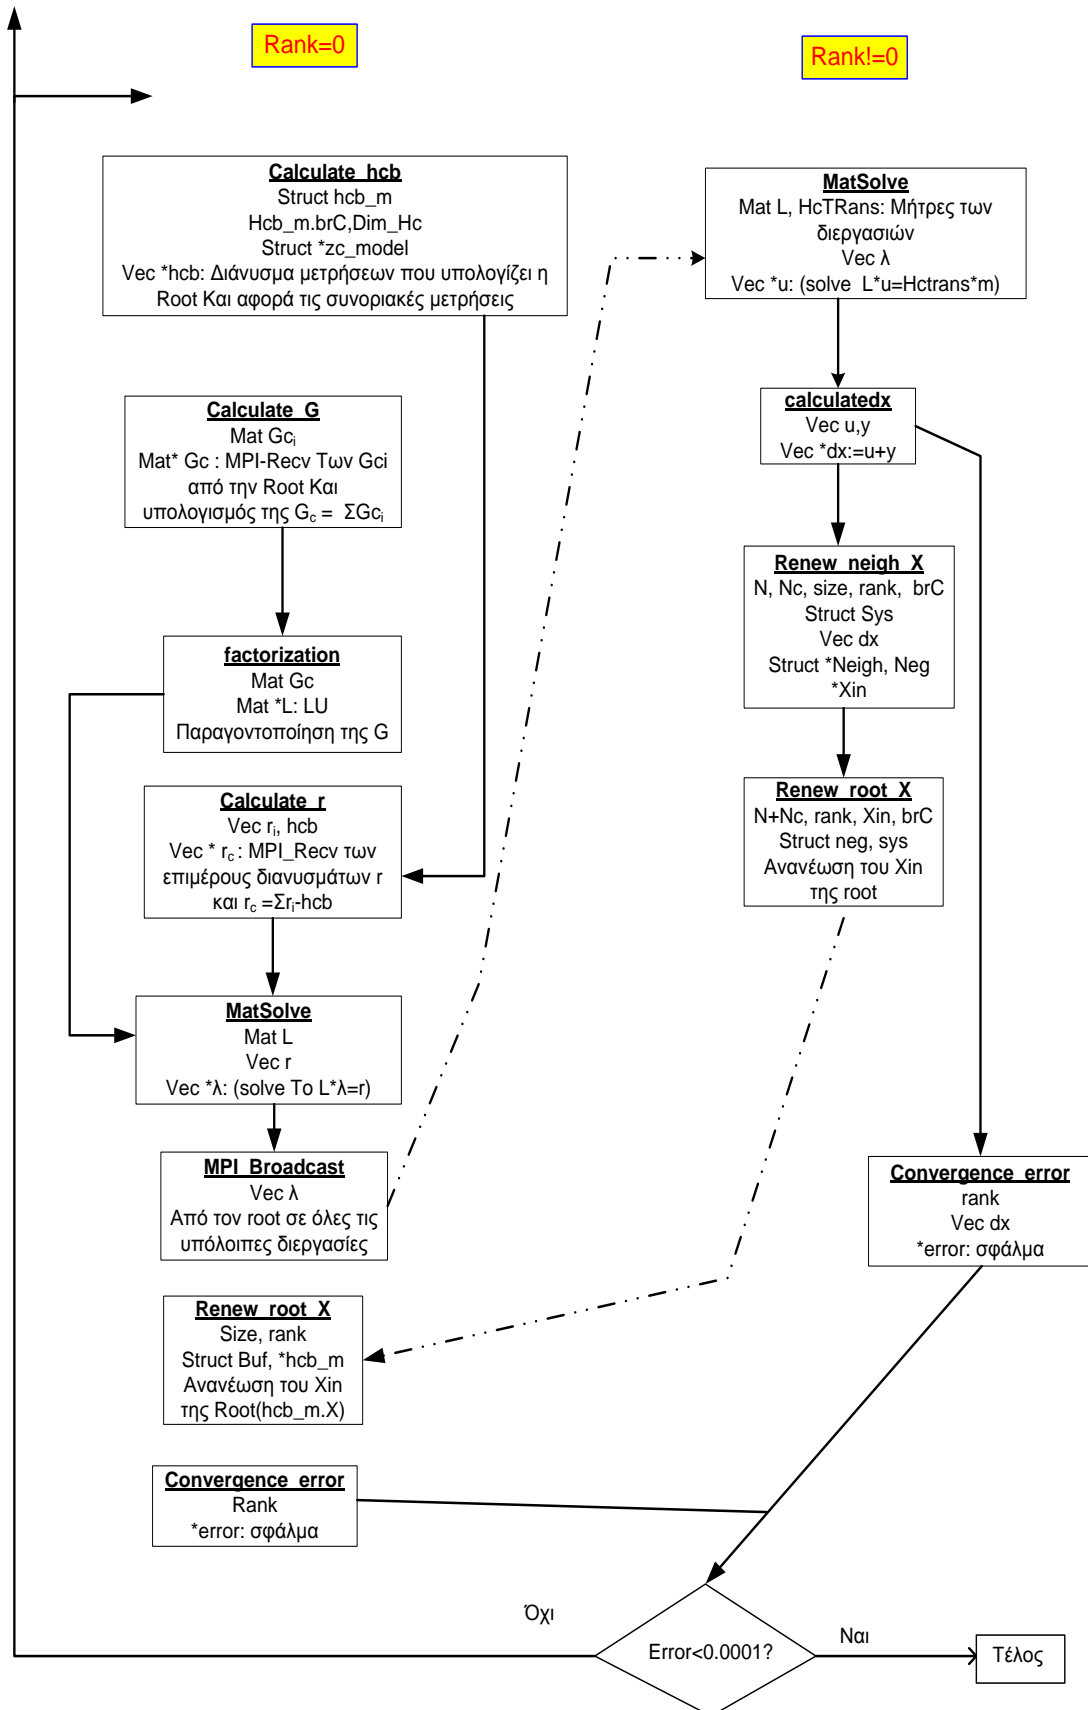 Rank=0
Rank!=0
Calculate_hcb
Struct hcb_m
Hcb_m.brC,Dim_Hc
Struct *zc_model
Vec *hcb: Διάνυσμα μετρήσεων που υπολογίζει η
Root Και αφορά τις συνοριακές μετρήσεις
MatSolve
Mat L, HcTRans: Μήτρες των
διεργασιών
Vec λ
Vec *u: (solve L*u=Hctrans*m)
calculatedx
Vec u,y
Vec *dx:=u+y
Calculate_G
Mat Gcᵢ
Mat* Gc : MPI-Recv Των Gci
από την Root Και
υπολογισμός της G꜀ = ΣGcᵢ
Renew_neigh_X
N, Nc, size, rank, brC
Struct Sys
Vec dx
Struct *Neigh, Neg
*Xin
factorization
Mat Gc
Mat *L: LU
Παραγοντοποίηση της G
Renew_root_X
N+Nc, rank, Xin, brC
Struct neg, sys
Ανανέωση του Xin
της root
Calculate_r
Vec rᵢ, hcb
Vec * r꜀ : MPI_Recv των
επιμέρους διανυσμάτων r
και r꜀ =Σrᵢ-hcb
MatSolve
Mat L
Vec r
Vec *λ: (solve To L*λ=r)
MPI_Broadcast
Vec λ
Από τον root σε όλες τις
υπόλοιπες διεργασίες
Convergence_error
rank
Vec dx
*error: σφάλμα
Renew_root_X
Size, rank
Struct Buf, *hcb_m
Ανανέωση του Xin
της Root(hcb_m.X)
Convergence_error
Rank
*error: σφάλμα
Όχι
Error<0.0001?
Ναι
Τέλος